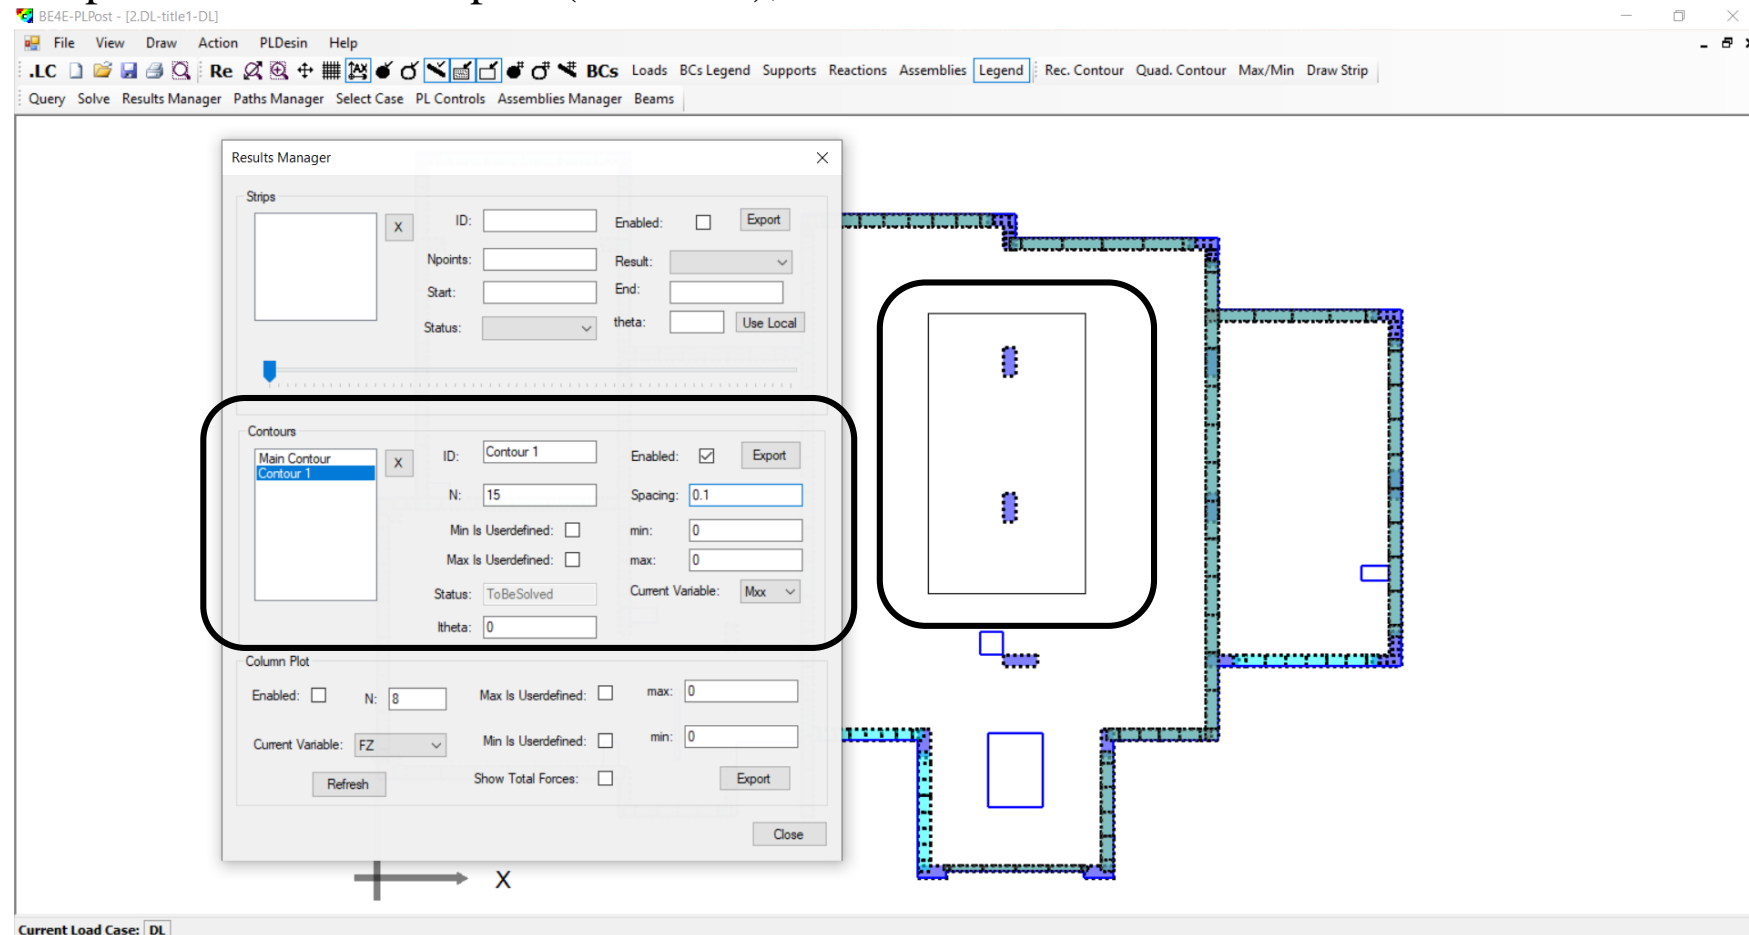 BE4E-PLPost - [2.DL-title1-DL]
File View Draw Action PLDesin Help
.LC Re BCs Loads BCs Legend Supports Reactions Assemblies Legend Rec. Contour Quad. Contour Max/Min Draw Strip
Query Solve Results Manager Paths Manager Select Case PL Controls Assemblies Manager Beams
Results Manager
Strips
X ID: Enabled: Export
Npoints: Result:
Start: End:
Status: theta: Use Local
Contours
Main Contour X ID: Contour 1 Enabled: Export
Contour 1
N: 15 Spacing: 0.1
Min Is Userdefined: min: 0
Max Is Userdefined: max: 0
Status: ToBeSolved Current Variable: Mxx
Itheta: 0
Column Plot
Enabled: N: 8 Max Is Userdefined: max: 0
Current Variable: FZ Min Is Userdefined: min: 0
Refresh Show Total Forces: Export
Close
X
Current Load Case: DL